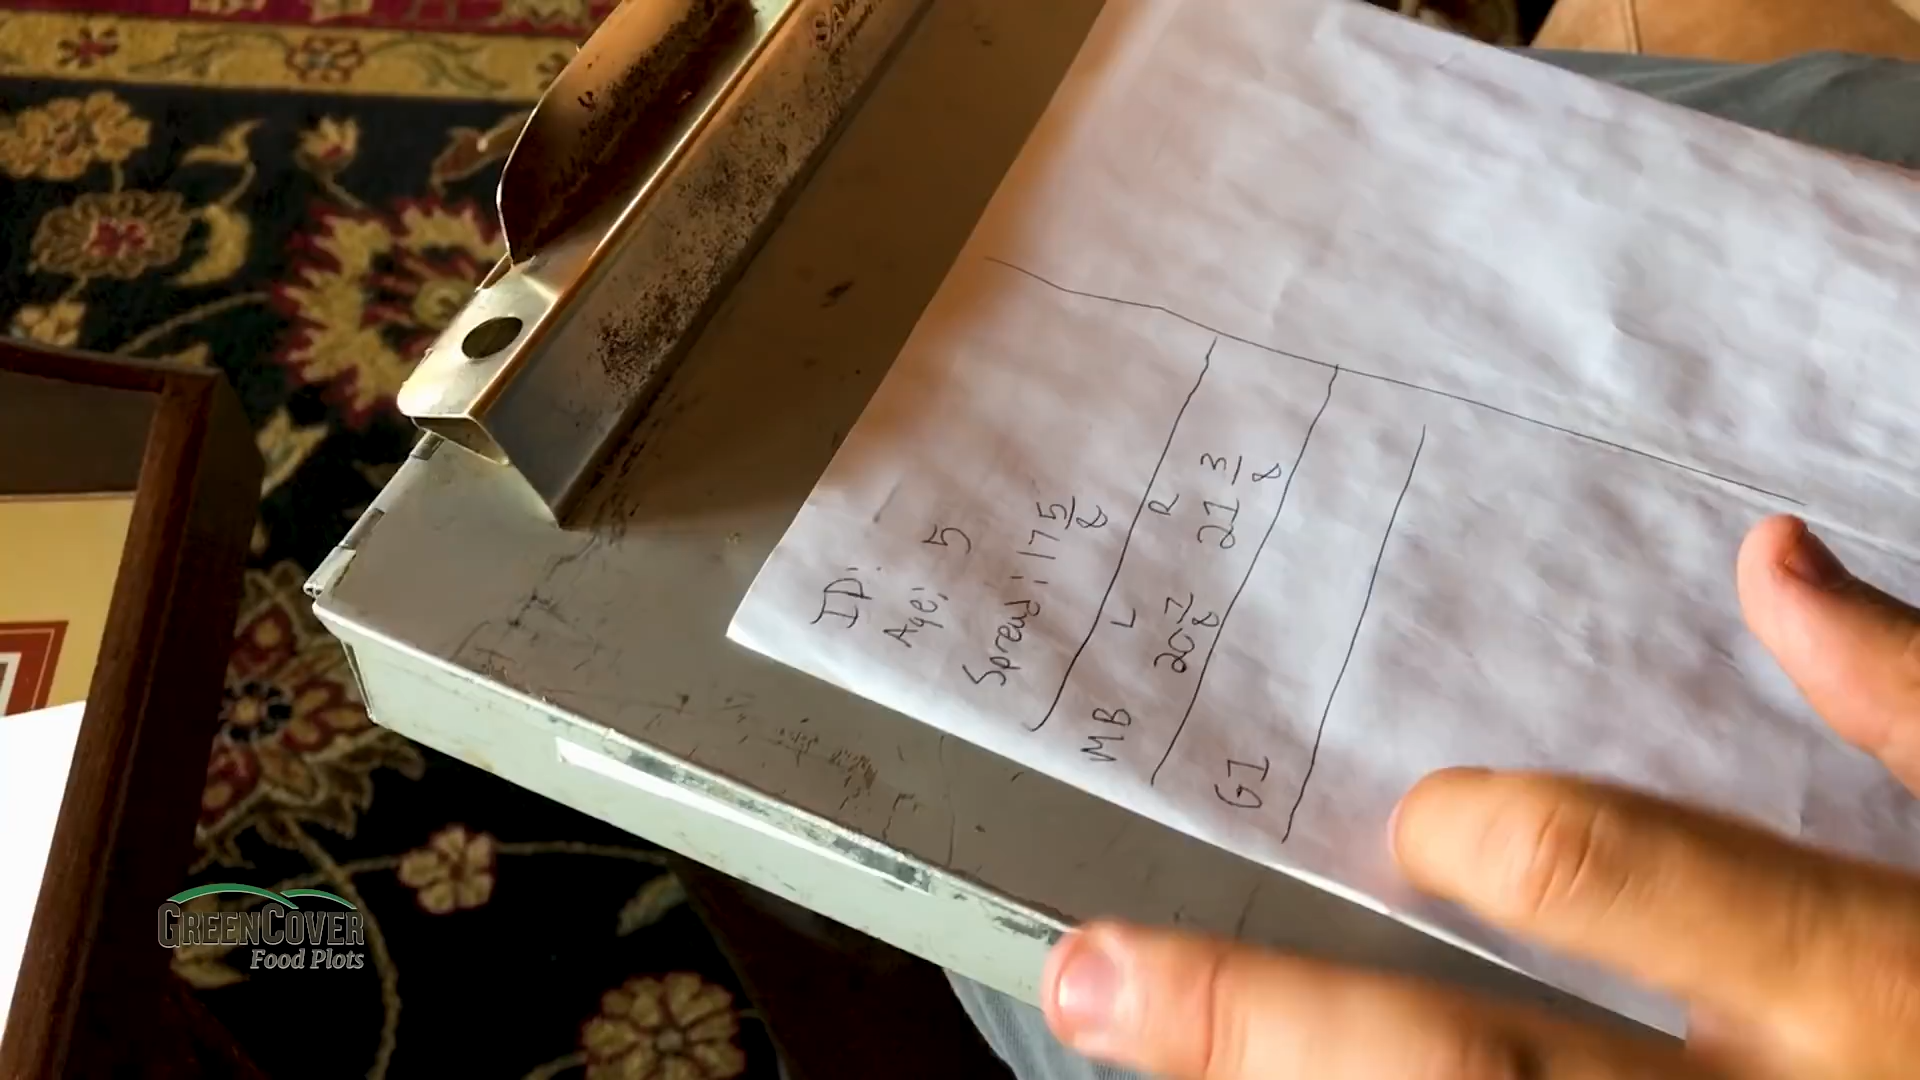 ID:
Age: 5
Spread: 17 5/8
L R
MB 20 7/8 21 3/8
G1
GREENCOVER
Food Plots